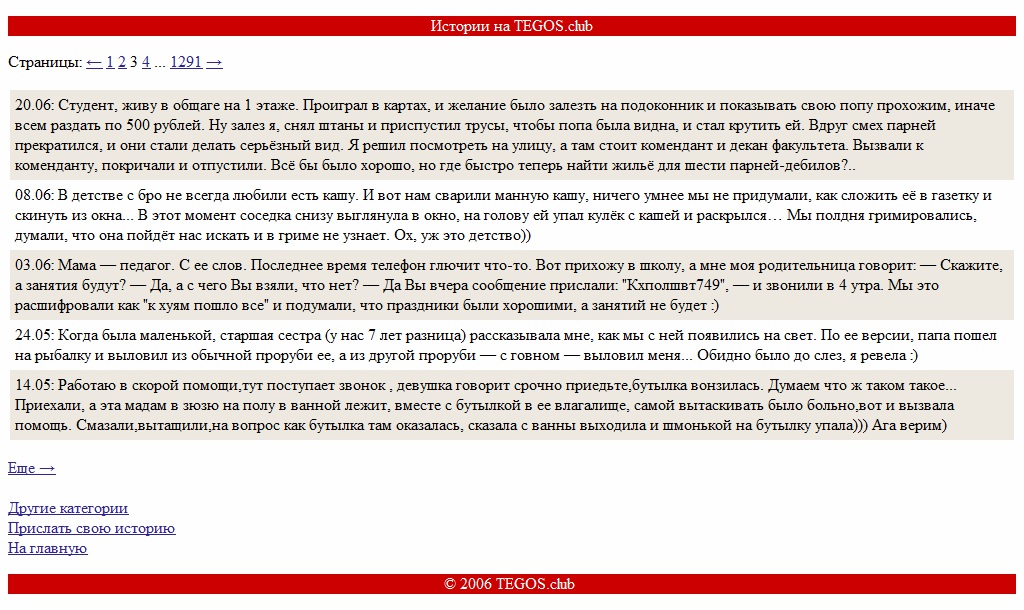 Истории на TEGOS.club
Страницы: ← 1 2 3 4 ... 1291 →
20.06: Студент, живу в общаге на 1 этаже. Проиграл в картах, и желание было залезть на подоконник и показывать свою попу прохожим, иначе
всем раздать по 500 рублей. Ну залез я, снял штаны и приспустил трусы, чтобы попа была видна, и стал крутить ей. Вдруг смех парней
прекратился, и они стали делать серьёзный вид. Я решил посмотреть на улицу, а там стоит комендант и декан факультета. Вызвали к
коменданту, покричали и отпустили. Всё бы было хорошо, но где быстро теперь найти жильё для шести парней-дебилов?..
08.06: В детстве с бро не всегда любили есть кашу. И вот нам сварили манную кашу, ничего умнее мы не придумали, как сложить её в газетку и
скинуть из окна... В этот момент соседка снизу выглянула в окно, на голову ей упал кулёк с кашей и раскрылся… Мы полдня гримировались,
думали, что она пойдёт нас искать и в гриме не узнает. Ох, уж это детство))
03.06: Мама — педагог. С ее слов. Последнее время телефон глючит что-то. Вот прихожу в школу, а мне моя родительница говорит: — Скажите,
а занятия будут? — Да, а с чего Вы взяли, что нет? — Да Вы вчера сообщение прислали: "Кхполшвт749", — и звонили в 4 утра. Мы это
расшифровали как "к хуям пошло все" и подумали, что праздники были хорошими, а занятий не будет :)
24.05: Когда была маленькой, старшая сестра (у нас 7 лет разница) рассказывала мне, как мы с ней появились на свет. По ее версии, папа пошел
на рыбалку и выловил из обычной проруби ее, а из другой проруби — с говном — выловил меня... Обидно было до слез, я ревела :)
14.05: Работаю в скорой помощи,тут поступает звонок , девушка говорит срочно приедьте,бутылка вонзилась. Думаем что ж таком такое...
Приехали, а эта мадам в зюзю на полу в ванной лежит, вместе с бутылкой в ее влагалище, самой вытаскивать было больно,вот и вызвала
помощь. Смазали,вытащили,на вопрос как бутылка там оказалась, сказала с ванны выходила и шмонькой на бутылку упала))) Ага верим)
Еще →
Другие категории
Прислать свою историю
На главную
© 2006 TEGOS.club